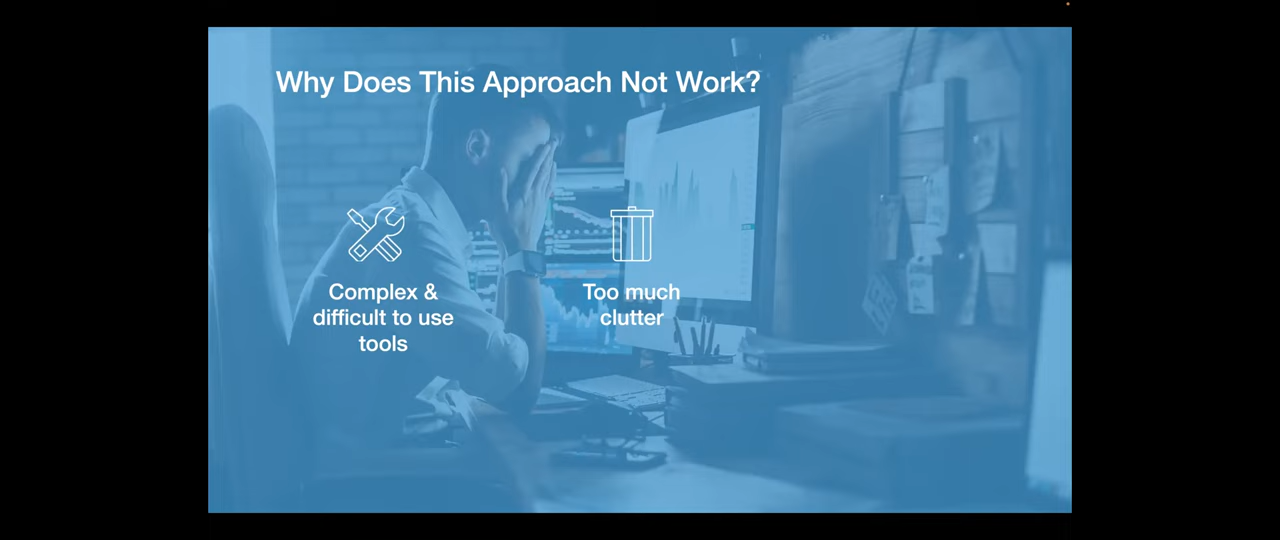 Why Does This Approach Not Work?
Complex &
difficult to use
tools
Too much
clutter